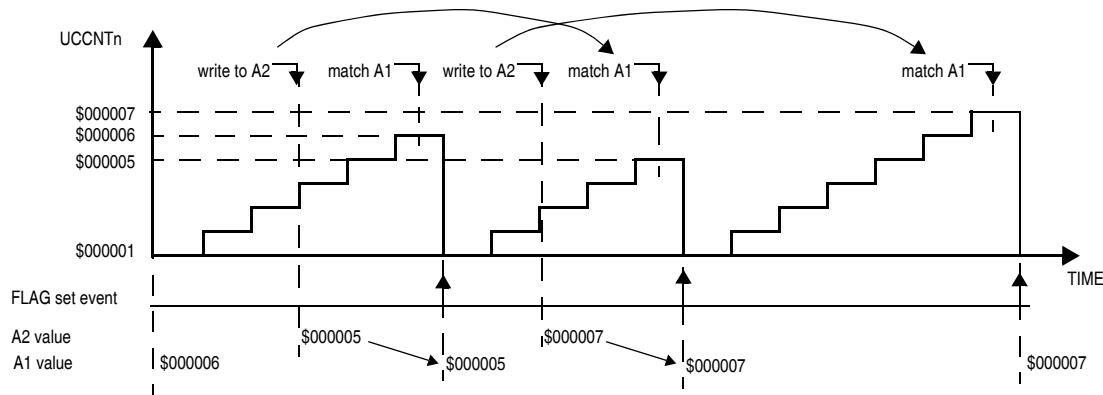 UCCNTn
write to A2 match A1 write to A2 match A1 match A1
$000007
$000006
$000005
$000001
TIME
FLAG set event
A2 value $000005 $000007
A1 value $000006 $000005 $000007 $000007